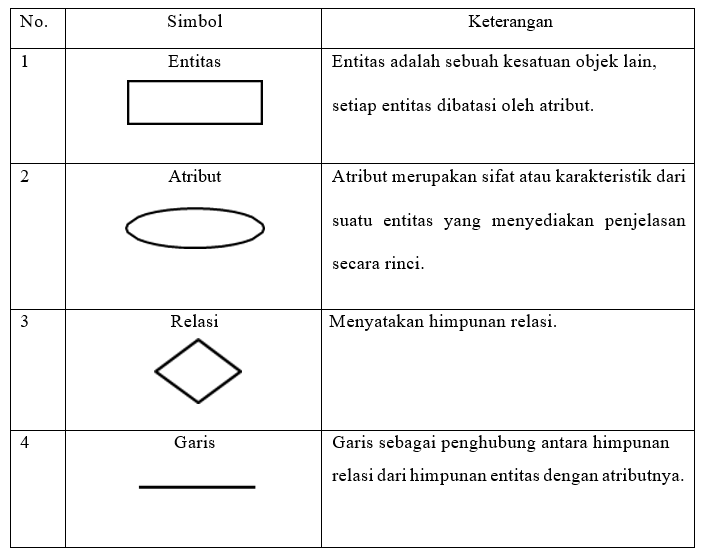 No. Simbol Keterangan
1 Entitas Entitas adalah sebuah kesatuan objek lain,
setiap entitas dibatasi oleh atribut.
2 Atribut Atribut merupakan sifat atau karakteristik dari
suatu entitas yang menyediakan penjelasan
secara rinci.
3 Relasi Menyatakan himpunan relasi.
4 Garis Garis sebagai penghubung antara himpunan
relasi dari himpunan entitas dengan atributnya.